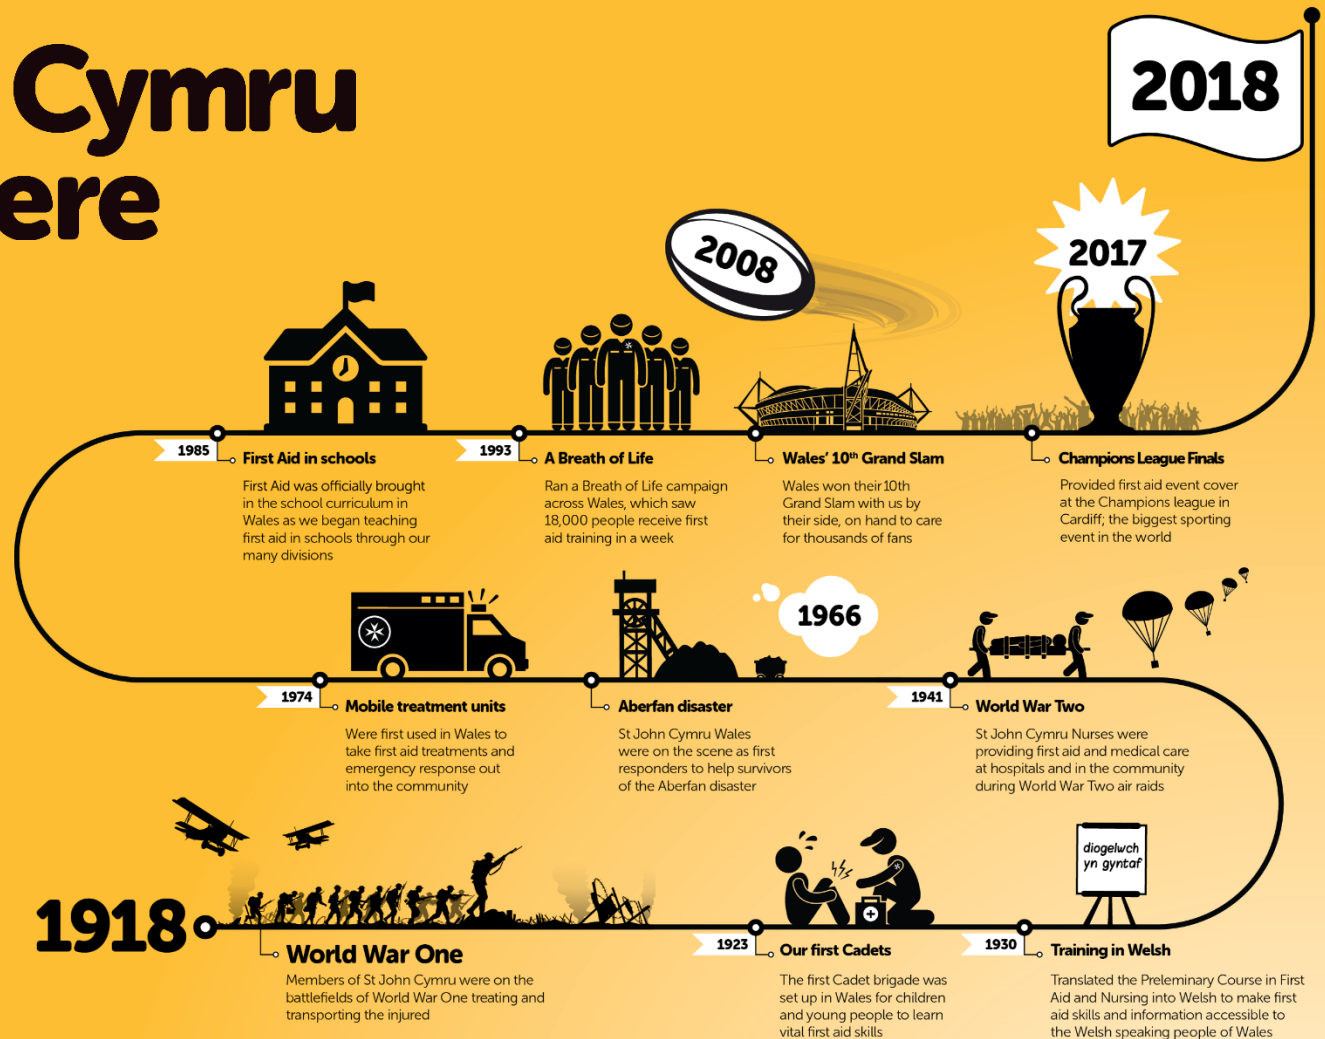 Cymru
ere
2018
2008
2017
1985
First Aid in schools
First Aid was officially brought
in the school curriculum in
Wales as we began teaching
first aid in schools through our
many divisions
1993
A Breath of Life
Ran a Breath of Life campaign
across Wales, which saw
18,000 people receive first
aid training in a week
Wales' 10th Grand Slam
Wales won their 10th
Grand Slam with us by
their side, on hand to care
for thousands of fans
Champions League Finals
Provided first aid event cover
at the Champions league in
Cardiff; the biggest sporting
event in the world
1974
Mobile treatment units
Were first used in Wales to
take first aid treatments and
emergency response out
into the community
1966
Aberfan disaster
St John Cymru Wales
were on the scene as first
responders to help survivors
of the Aberfan disaster
1941
World War Two
St John Cymru Nurses were
providing first aid and medical care
at hospitals and in the community
during World War Two air raids
1918
World War One
Members of St John Cymru were on the
battlefields of World War One treating and
transporting the injured
1923
Our first Cadets
The first Cadet brigade was
set up in Wales for children
and young people to learn
vital first aid skills
diogelwch
yn gyntaf
1930
Training in Welsh
Translated the Preleminary Course in First
Aid and Nursing into Welsh to make first
aid skills and information accessible to
the Welsh speaking people of Wales